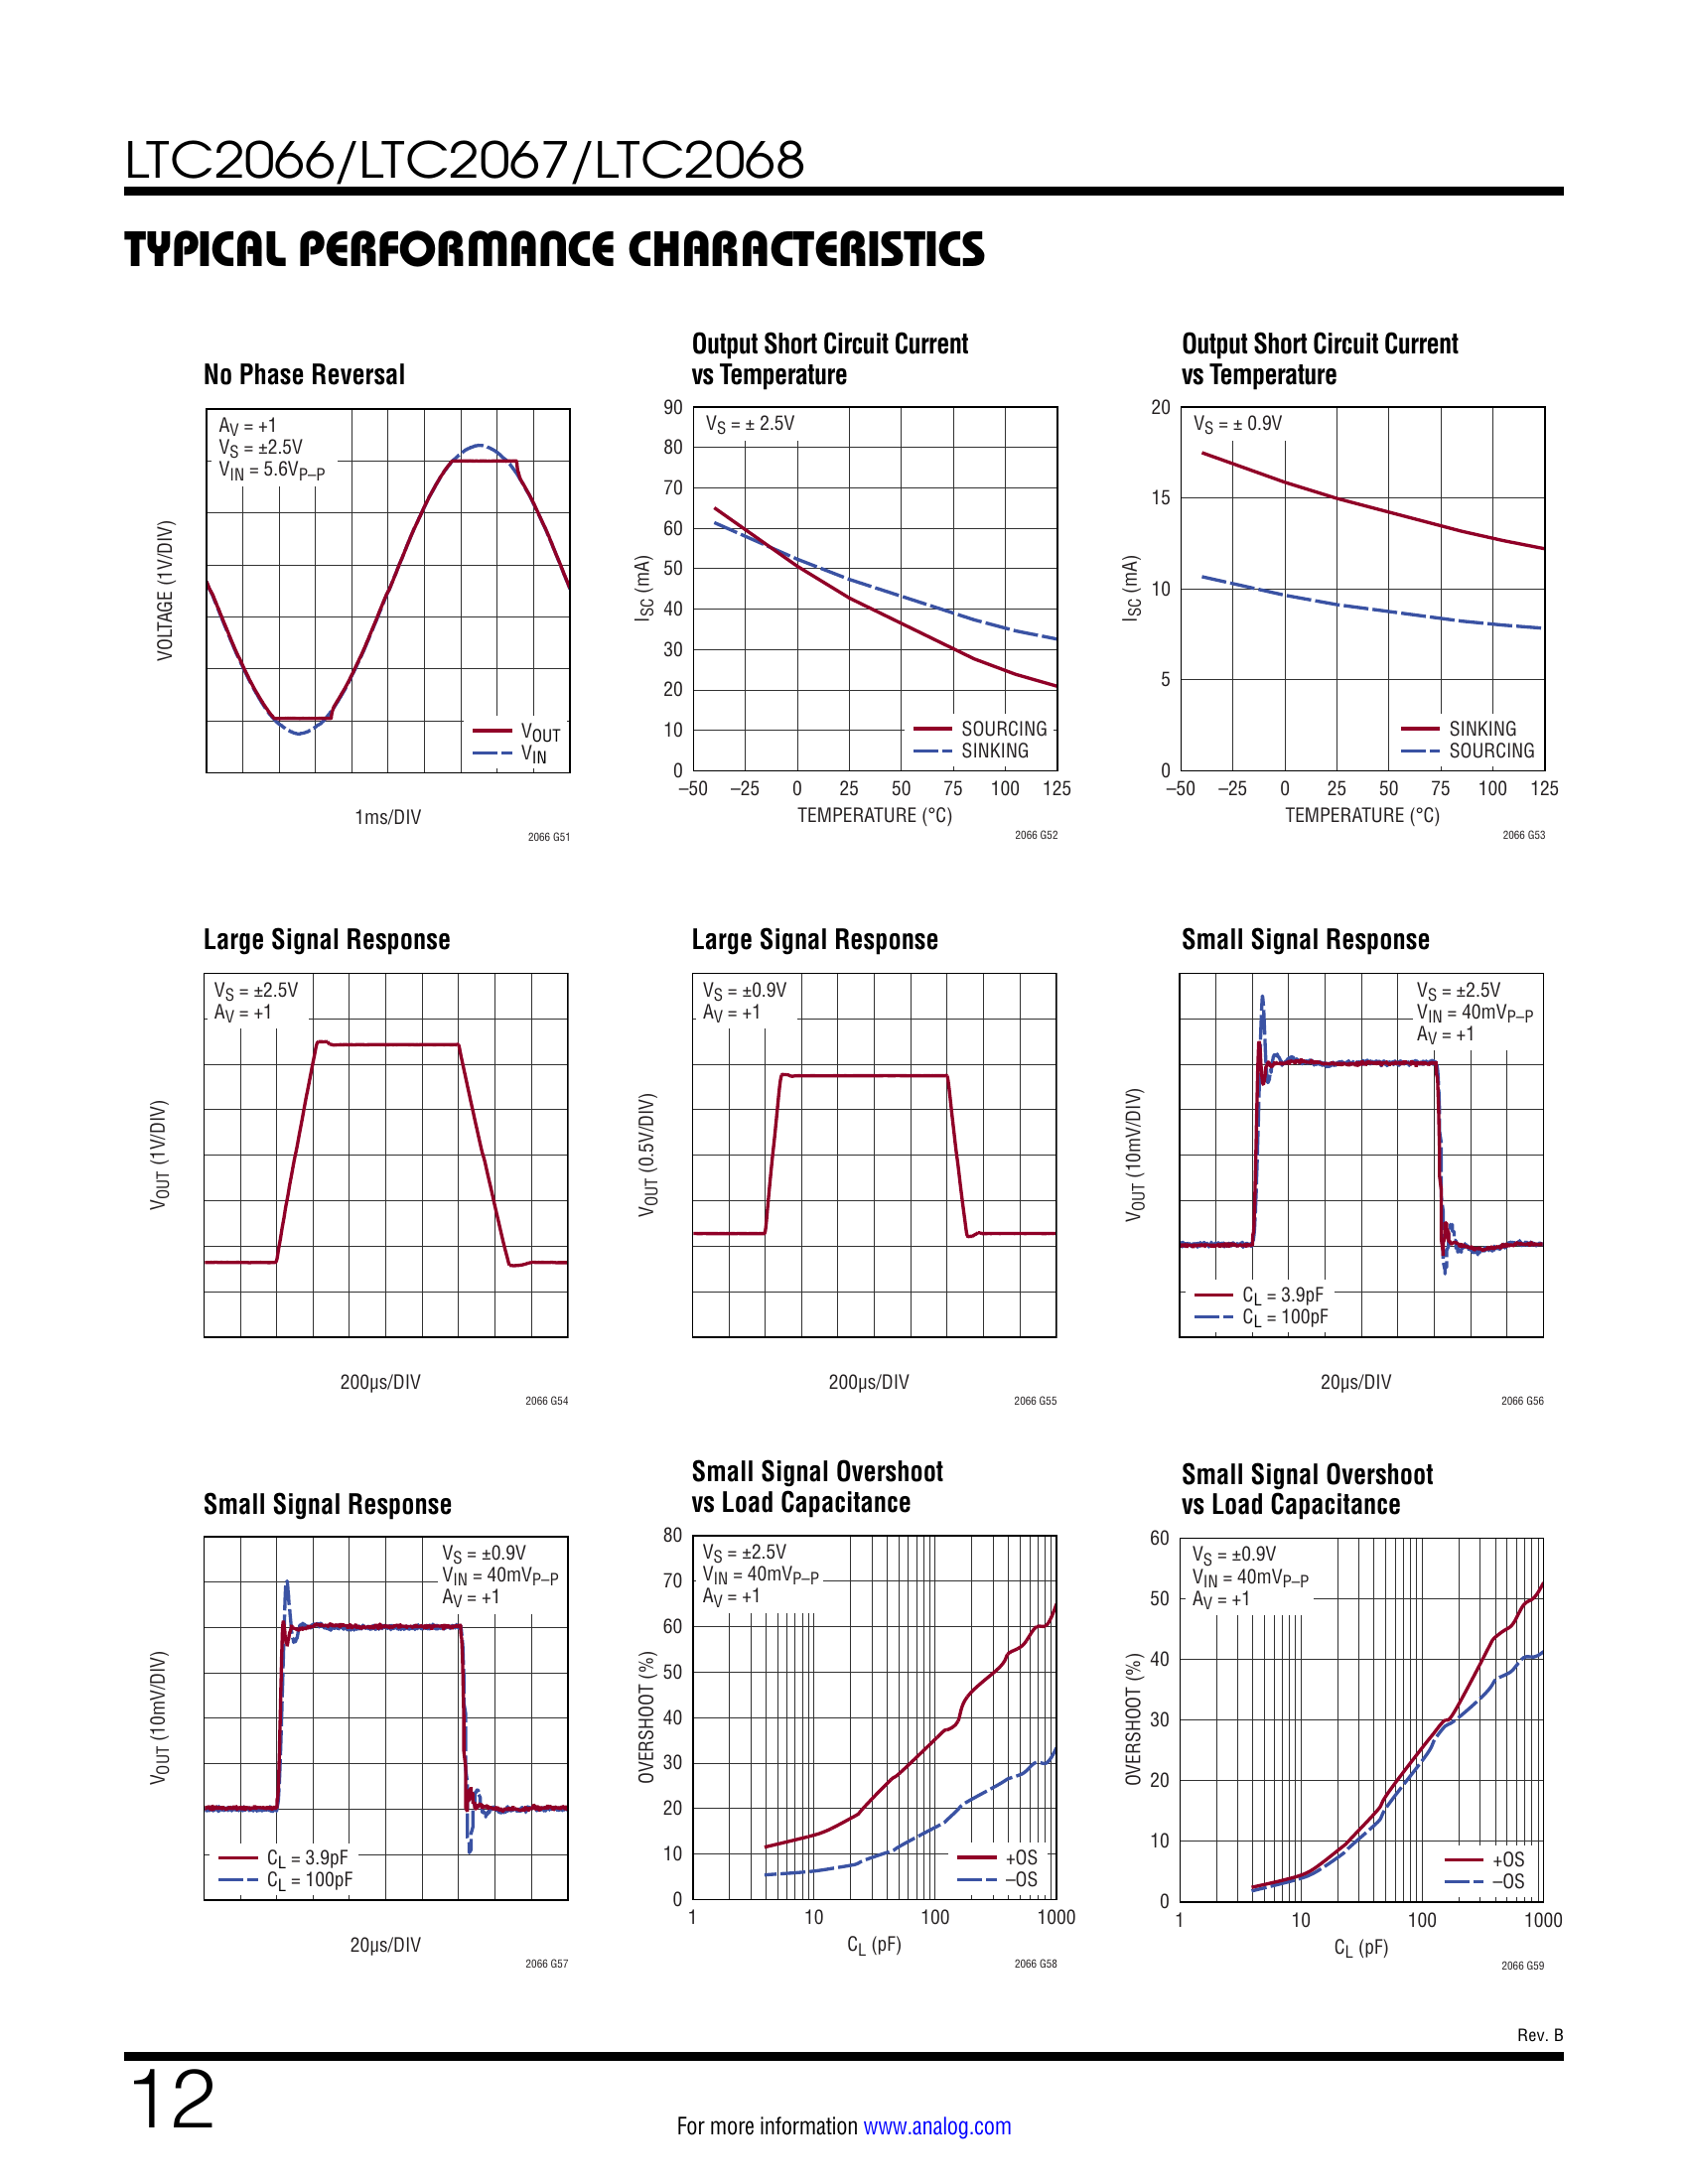 LTC2066/LTC2067/LTC2068
TYPICAL PERFORMANCE CHARACTERISTICS
No Phase Reversal
AV = +1
VS = ±2.5V
VIN = 5.6VP–P
VOLTAGE (1V/DIV)
VOUT
VIN
1ms/DIV
2066 G51
Output Short Circuit Current
vs Temperature
VS = ± 2.5V
ISC (mA)
90
80
70
60
50
40
30
20
10
0
SOURCING
SINKING
–50 –25 0 25 50 75 100 125
TEMPERATURE (°C)
2066 G52
Output Short Circuit Current
vs Temperature
VS = ± 0.9V
ISC (mA)
20
15
10
5
0
SINKING
SOURCING
–50 –25 0 25 50 75 100 125
TEMPERATURE (°C)
2066 G53
Large Signal Response
VS = ±2.5V
AV = +1
VOUT (1V/DIV)
200µs/DIV
2066 G54
Large Signal Response
VS = ±0.9V
AV = +1
VOUT (0.5V/DIV)
200µs/DIV
2066 G55
Small Signal Response
VS = ±2.5V
VIN = 40mVP–P
AV = +1
VOUT (10mV/DIV)
CL = 3.9pF
CL = 100pF
20µs/DIV
2066 G56
Small Signal Response
VS = ±0.9V
VIN = 40mVP–P
AV = +1
VOUT (10mV/DIV)
CL = 3.9pF
CL = 100pF
20µs/DIV
2066 G57
Small Signal Overshoot
vs Load Capacitance
VS = ±2.5V
VIN = 40mVP–P
AV = +1
OVERSHOOT (%)
80
70
60
50
40
30
20
10
0
+OS
–OS
1 10 100 1000
CL (pF)
2066 G58
Small Signal Overshoot
vs Load Capacitance
VS = ±0.9V
VIN = 40mVP–P
AV = +1
OVERSHOOT (%)
60
50
40
30
20
10
0
+OS
–OS
1 10 100 1000
CL (pF)
2066 G59
Rev. B
12
For more information www.analog.com